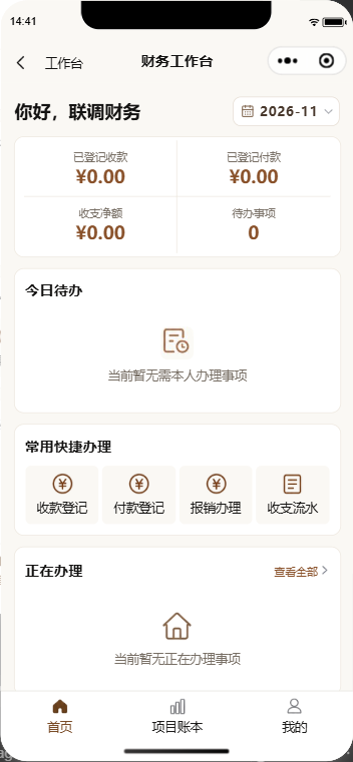 14:41
工作台
财务工作台
你好，联调财务
2026-11
已登记收款
已登记付款
¥0.00
¥0.00
收支净额
待办事项
¥0.00
0
今日待办
当前暂无需本人办理事项
常用快捷办理
收款登记
付款登记
报销办理
收支流水
正在办理
查看全部
当前暂无正在办理事项
首页
项目账本
我的